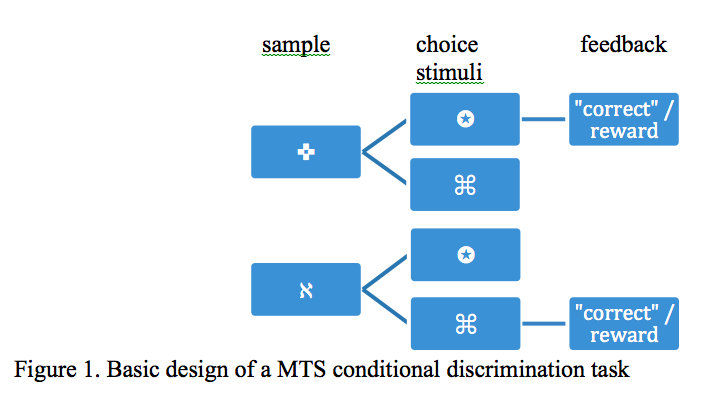 sample choice feedback
stimuli
✪ "correct" /
reward
✜
⌘
✪
א
⌘ "correct" /
reward
Figure 1. Basic design of a MTS conditional discrimination task